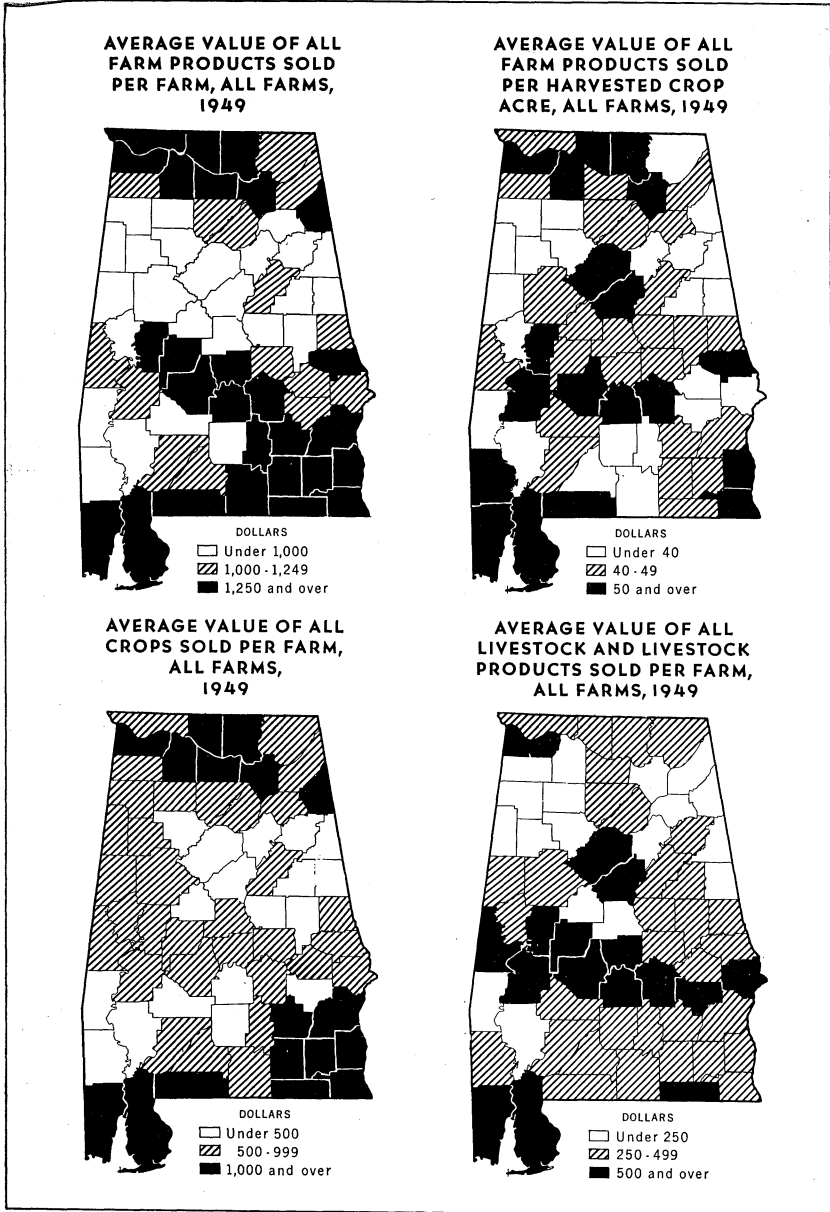 AVERAGE VALUE OF ALL
FARM PRODUCTS SOLD
PER FARM, ALL FARMS,
1949
DOLLARS
Under 1,000
1,000 - 1,249
1,250 and over
AVERAGE VALUE OF ALL
FARM PRODUCTS SOLD
PER HARVESTED CROP
ACRE, ALL FARMS, 1949
DOLLARS
Under 40
40 - 49
50 and over
AVERAGE VALUE OF ALL
CROPS SOLD PER FARM,
ALL FARMS,
1949
DOLLARS
Under 500
500 - 999
1,000 and over
AVERAGE VALUE OF ALL
LIVESTOCK AND LIVESTOCK
PRODUCTS SOLD PER FARM,
ALL FARMS, 1949
DOLLARS
Under 250
250 - 499
500 and over